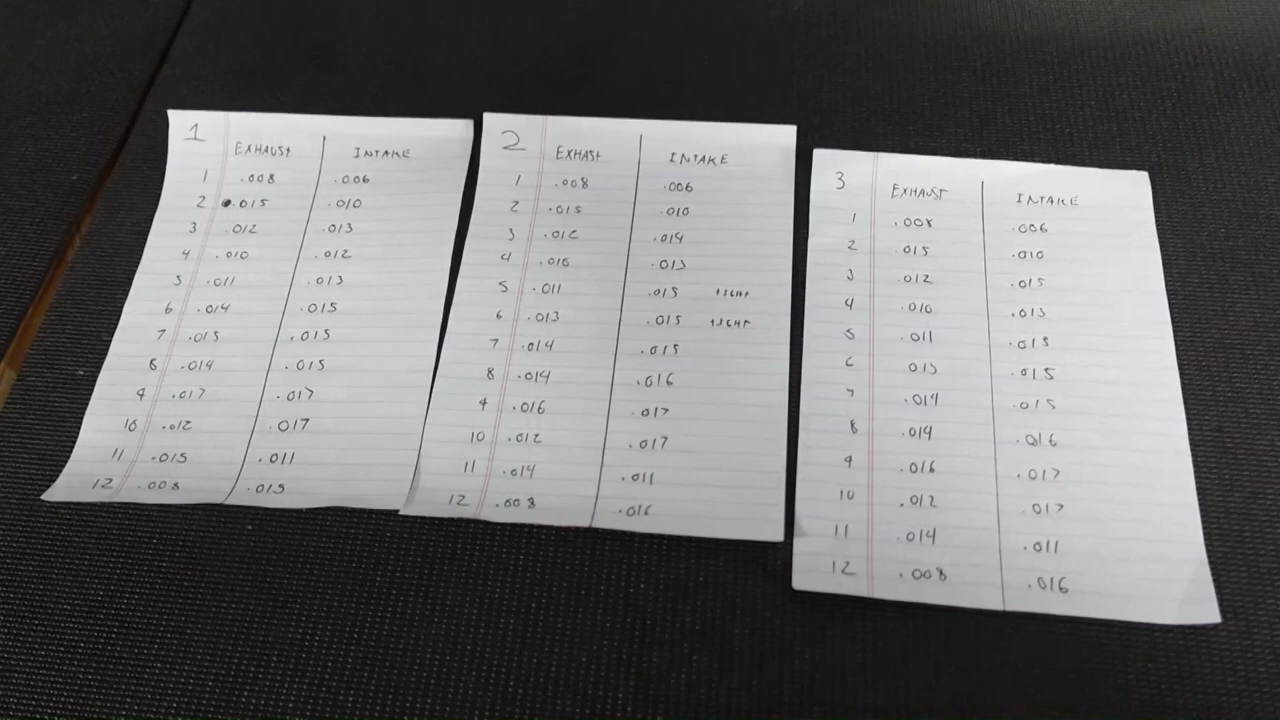 1
EXHAUST INTAKE
1 .008 .006
2 .015 .010
3 .012 .013
4 .010 .012
5 .011 .013
6 .014 .015
7 .015 .015
8 .014 .015
9 .017 .017
10 .012 .017
11 .015 .011
12 .008 .015
2
EXHAST INTAKE
1 .008 .006
2 .015 .010
3 .012 .014
4 .010 .013
5 .011 .015
6 .013 .015
7 .014 .015
8 .014 .016
9 .016 .017
10 .012 .017
11 .014 .011
12 .008 .016
3
EXHAUST INTAKE
1 .008 .006
2 .015 .010
3 .012 .015
4 .010 .013
5 .011
6 013 .015
7 .014 .015
8 .014 .016
9 .016 .017
10 .012 .017
11 .014 .011
12 .008 .016